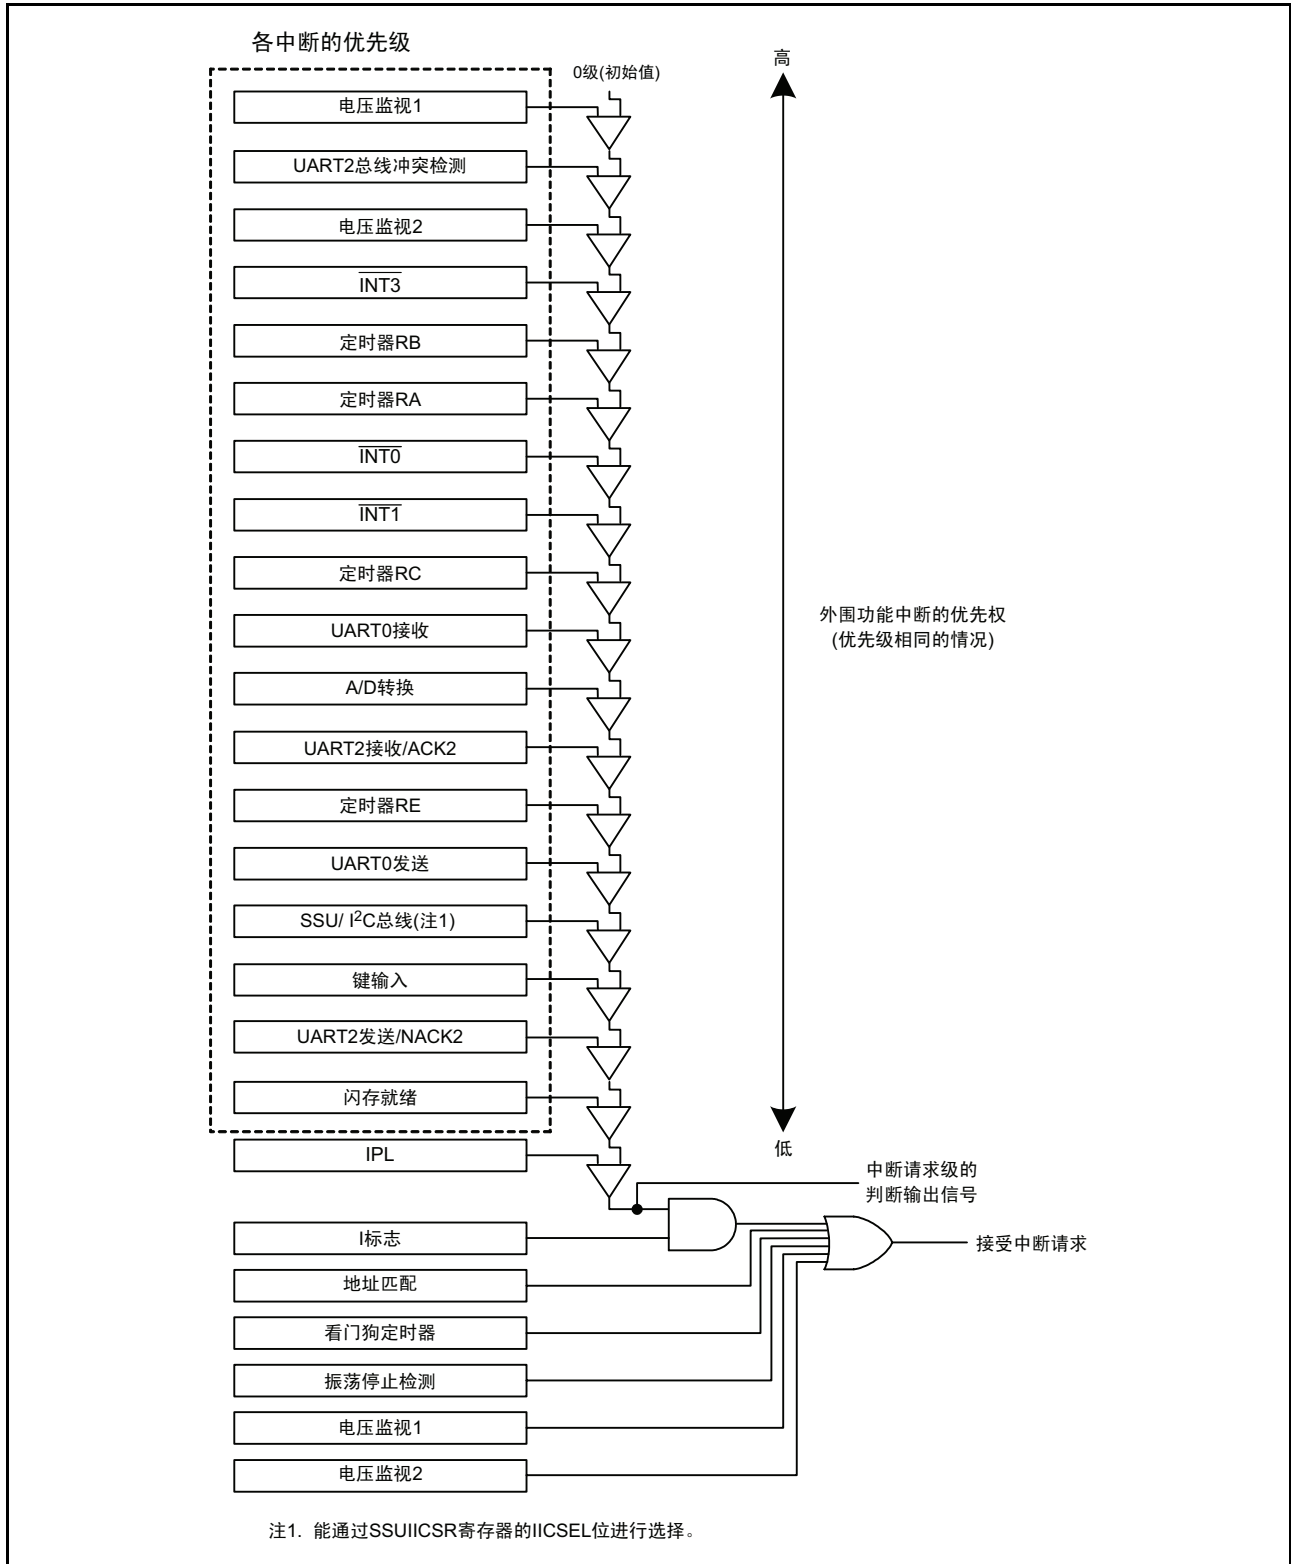 各中断的优先级
0级(初始值)
高
电压监视1
UART2总线冲突检测
电压监视2
INT3
定时器RB
定时器RA
INT0
INT1
定时器RC
外围功能中断的优先权
(优先级相同的情况)
UART0接收
A/D转换
UART2接收/ACK2
定时器RE
UART0发送
SSU/ I²C总线(注1)
键输入
UART2发送/NACK2
闪存就绪
低
IPL
中断请求级的
判断输出信号
I标志
接受中断请求
地址匹配
看门狗定时器
振荡停止检测
电压监视1
电压监视2
注1. 能通过SSUIICSR寄存器的IICSEL位进行选择。